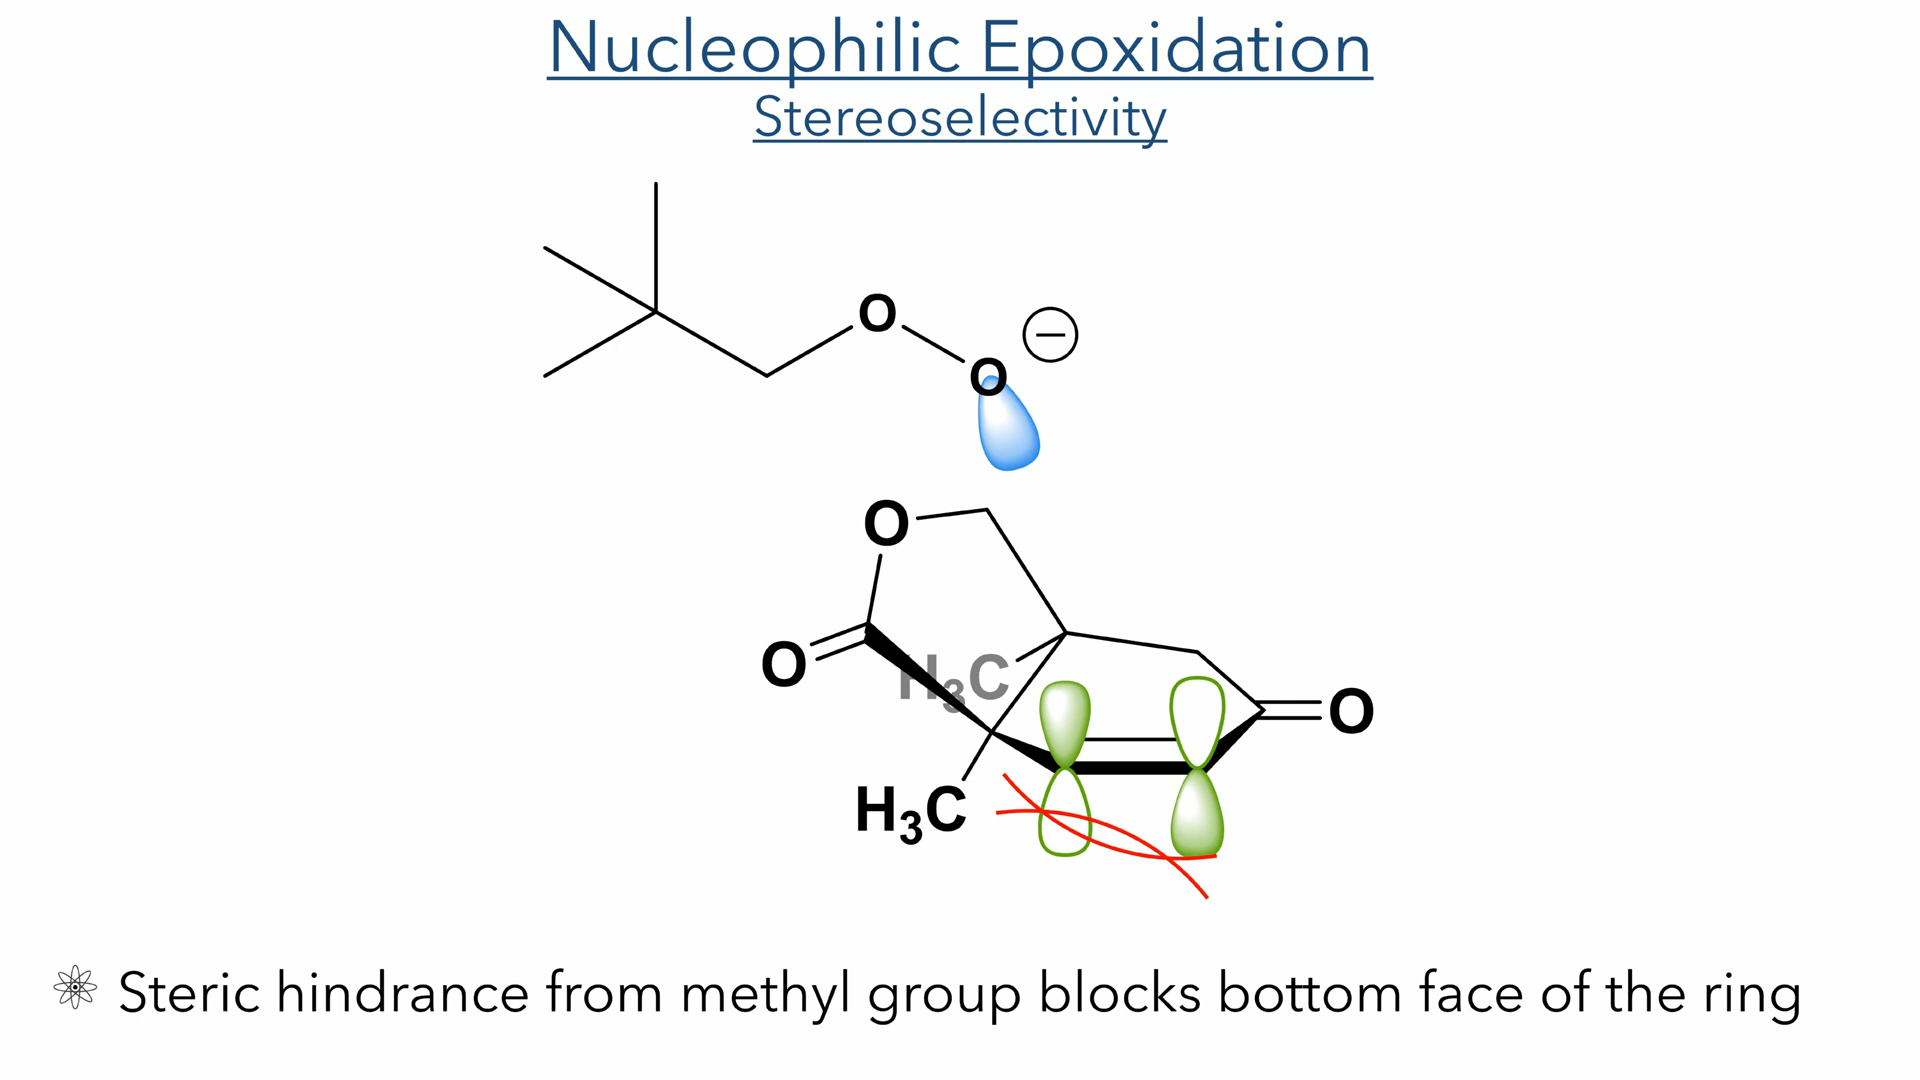 Nucleophilic Epoxidation
Stereoselectivity
O
O
O
O
H₃C
O
H₃C
Steric hindrance from methyl group blocks bottom face of the ring